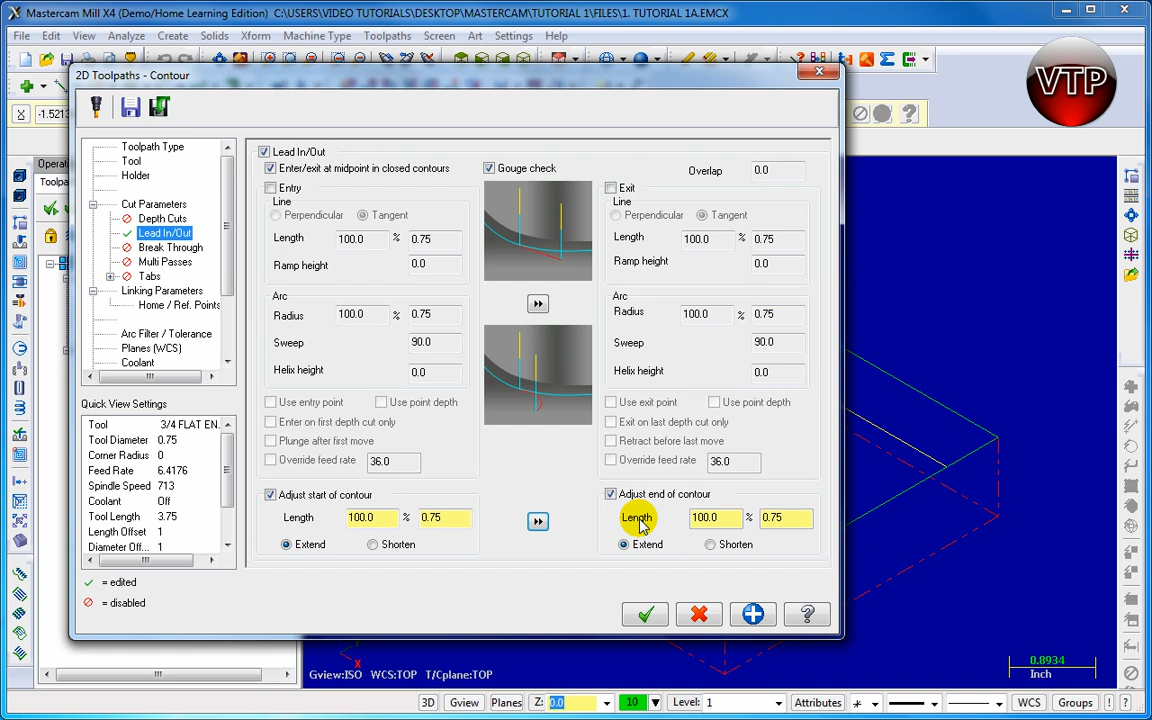 Mastercam Mill X4 (Demo/Home Learning Edition) C:\USERS\VIDEO TUTORIALS\DESKTOP\MASTERCAM\TUTORIAL 1\FILES\1. TUTORIAL 1A.EMCX
File Edit View Analyze Create Solids Xform Machine Type Toolpaths Screen Art Settings Help
2D Toolpaths - Contour
VTP
X -1.5213
Operat
Toolpa
Toolpath Type
Tool
Holder
Cut Parameters
Depth Cuts
Lead In/Out
Break Through
Multi Passes
Tabs
Linking Parameters
Home / Ref. Points
Arc Filter / Tolerance
Planes (WCS)
Coolant
Quick View Settings
Tool 3/4 FLAT EN...
Tool Diameter 0.75
Corner Radius 0
Feed Rate 6.4176
Spindle Speed 713
Coolant Off
Tool Length 3.75
Length Offset 1
Diameter Off... 1
= edited
= disabled
Lead In/Out
Enter/exit at midpoint in closed contours
Gouge check
Overlap 0.0
Entry
Line
Perpendicular Tangent
Length 100.0 % 0.75
Ramp height 0.0
Arc
Radius 100.0 % 0.75
Sweep 90.0
Helix height 0.0
Use entry point Use point depth
Enter on first depth cut only
Plunge after first move
Override feed rate 36.0
Adjust start of contour
Length 100.0 % 0.75
Extend Shorten
Exit
Line
Perpendicular Tangent
Length 100.0 % 0.75
Ramp height 0.0
Arc
Radius 100.0 % 0.75
Sweep 90.0
Helix height 0.0
Use exit point Use point depth
Exit on last depth cut only
Retract before last move
Override feed rate 36.0
Adjust end of contour
Length 100.0 % 0.75
Extend Shorten
X
Gview:ISO WCS:TOP T/Cplane:TOP
0.8934
Inch
3D Gview Planes Z: 0.0 10 Level: 1 Attributes WCS Groups ! ?